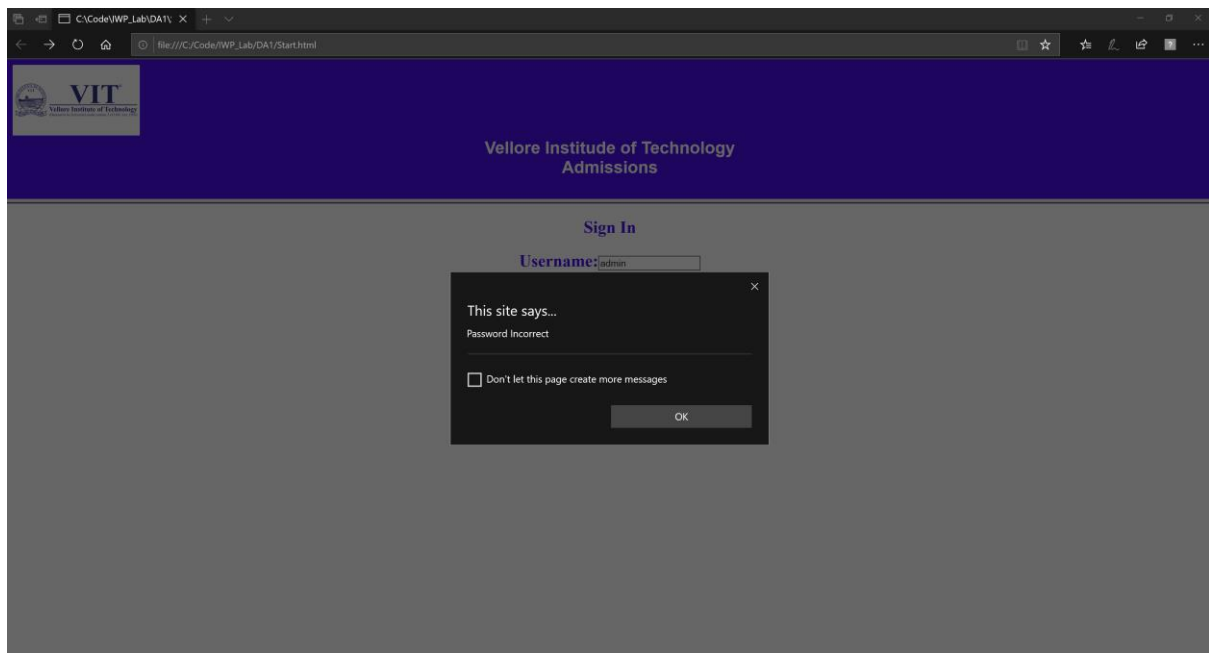 C:\Code\IWP_Lab\DA1\
file:///C:/Code/IWP_Lab/DA1/Start.html
VIT
Vellore Institute of Technology
Vellore Institude of Technology
Admissions
Sign In
Username: admin
This site says...
Password Incorrect
Don't let this page create more messages
OK